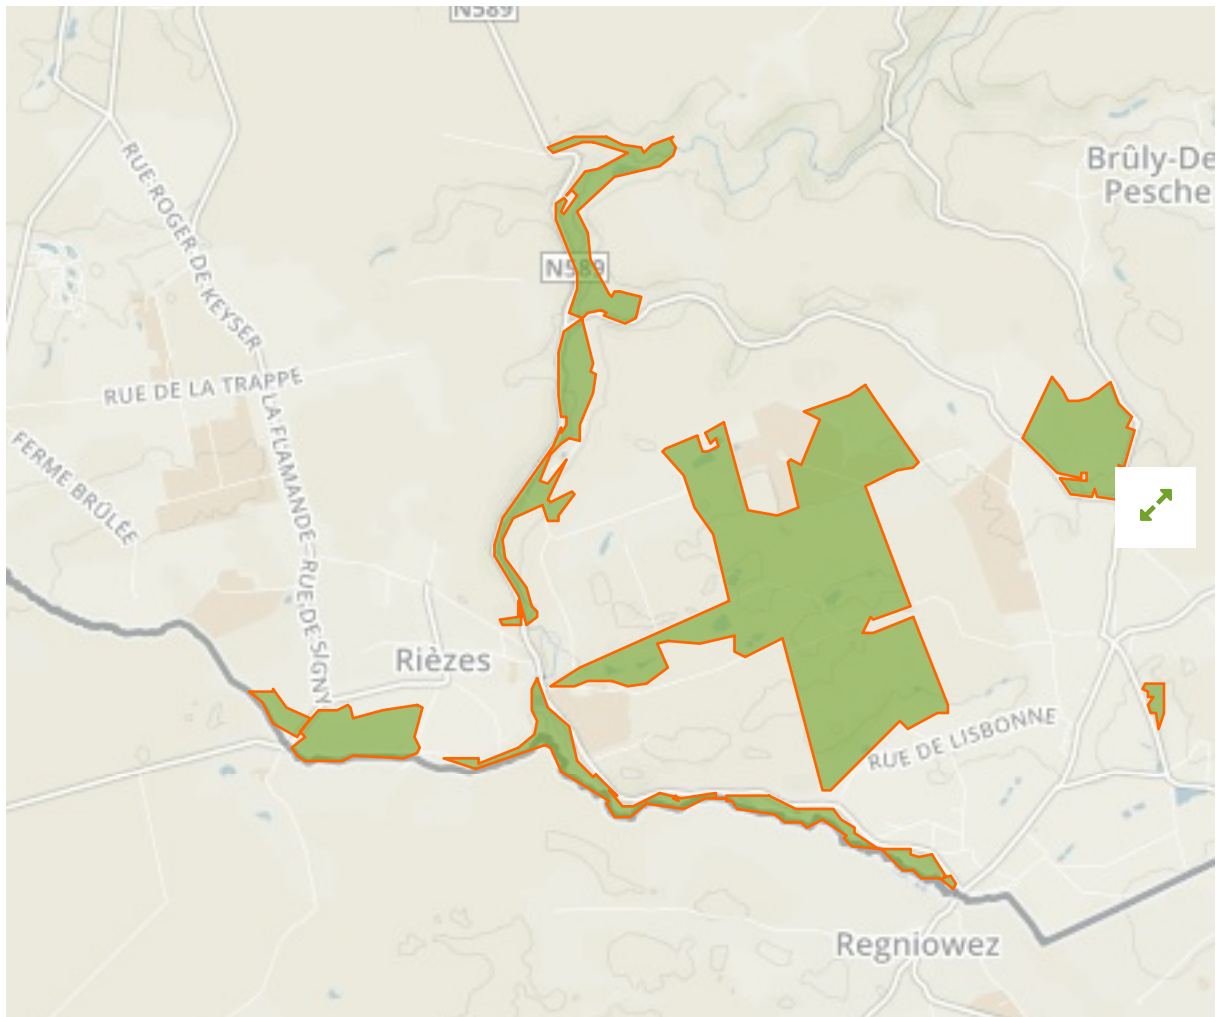 N589
Brûly-De
Pesche
RUE ROGER DE KEYSER
N589
RUE DE LA TRAPPE
LA FLAMANDE - RUE DE SIGNY
FERME BRÛLÉE
Rièzes
RUE DE LISBONNE
Regniowez